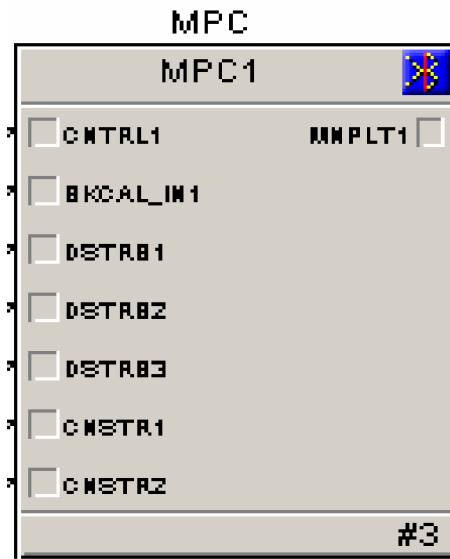 MPC
MPC1
CNTRL1 MNPLT1
BKCAL_IN1
DSTRB1
DSTRB2
DSTRB3
CNSTR1
CNSTR2
#3